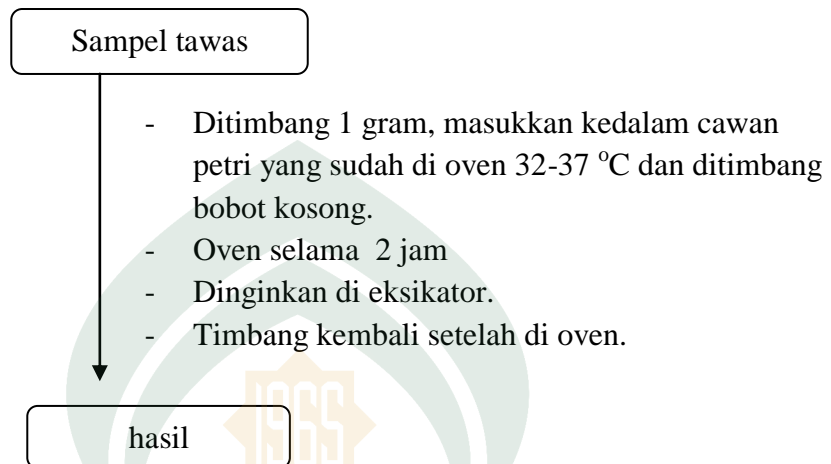 Sampel tawas
- Ditimbang 1 gram, masukkan kedalam cawan
petri yang sudah di oven 32-37 °C dan ditimbang
bobot kosong.
- Oven selama 2 jam
- Dinginkan di eksikator.
- Timbang kembali setelah di oven.
1965
hasil